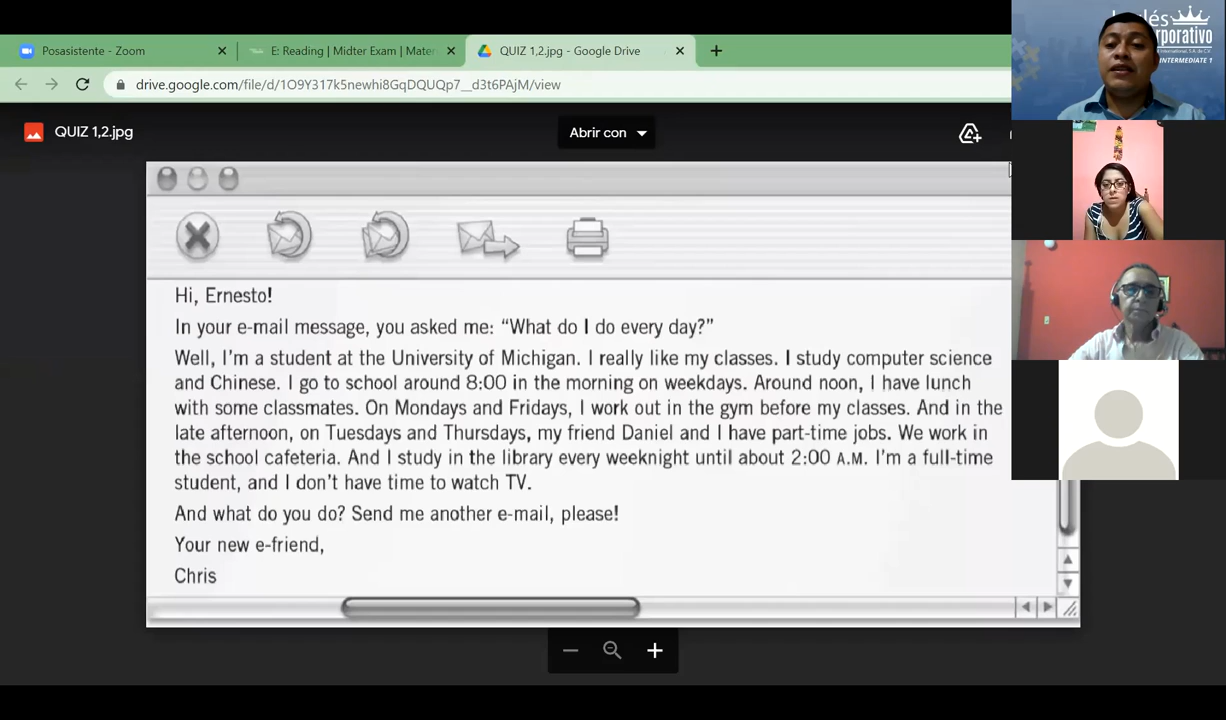 Posasistente - Zoom
E: Reading | Midter Exam | Mater
QUIZ 1,2.jpg - Google Drive
drive.google.com/file/d/1O9Y317k5newhi8GqDQUQp7__d3t6PAjM/view
QUIZ 1,2.jpg
Abrir con
INTERMEDIATE 1
Hi, Ernesto!
In your e-mail message, you asked me: “What do I do every day?”
Well, I’m a student at the University of Michigan. I really like my classes. I study computer science
and Chinese. I go to school around 8:00 in the morning on weekdays. Around noon, I have lunch
with some classmates. On Mondays and Fridays, I work out in the gym before my classes. And in the
late afternoon, on Tuesdays and Thursdays, my friend Daniel and I have part-time jobs. We work in
the school cafeteria. And I study in the library every weeknight until about 2:00 A.M. I’m a full-time
student, and I don’t have time to watch TV.
And what do you do? Send me another e-mail, please!
Your new e-friend,
Chris